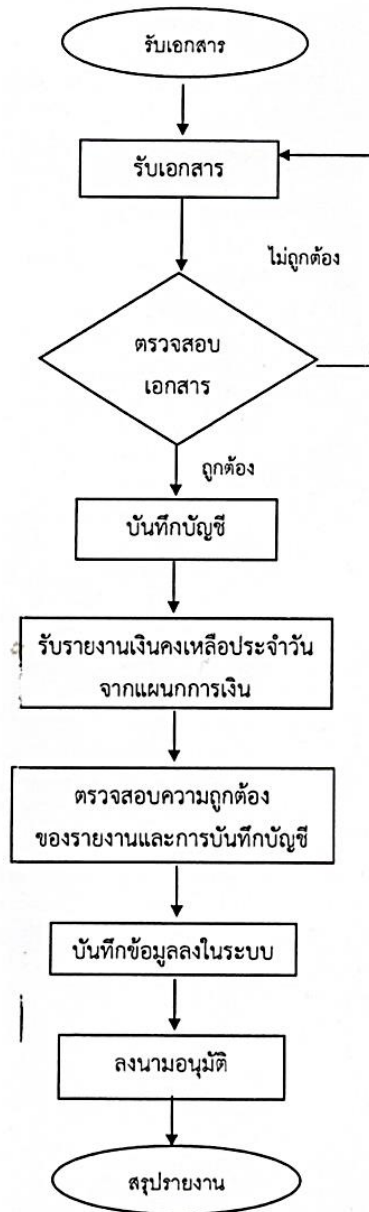 รับเอกสาร
รับเอกสาร
ไม่ถูกต้อง
ตรวจสอบ
เอกสาร
ถูกต้อง
บันทึกบัญชี
รับรายงานเงินคงเหลือประจำวัน
จากแผนกการเงิน
ตรวจสอบความถูกต้อง
ของรายงานและการบันทึกบัญชี
บันทึกข้อมูลลงในระบบ
ลงนามอนุมัติ
สรุปรายงาน